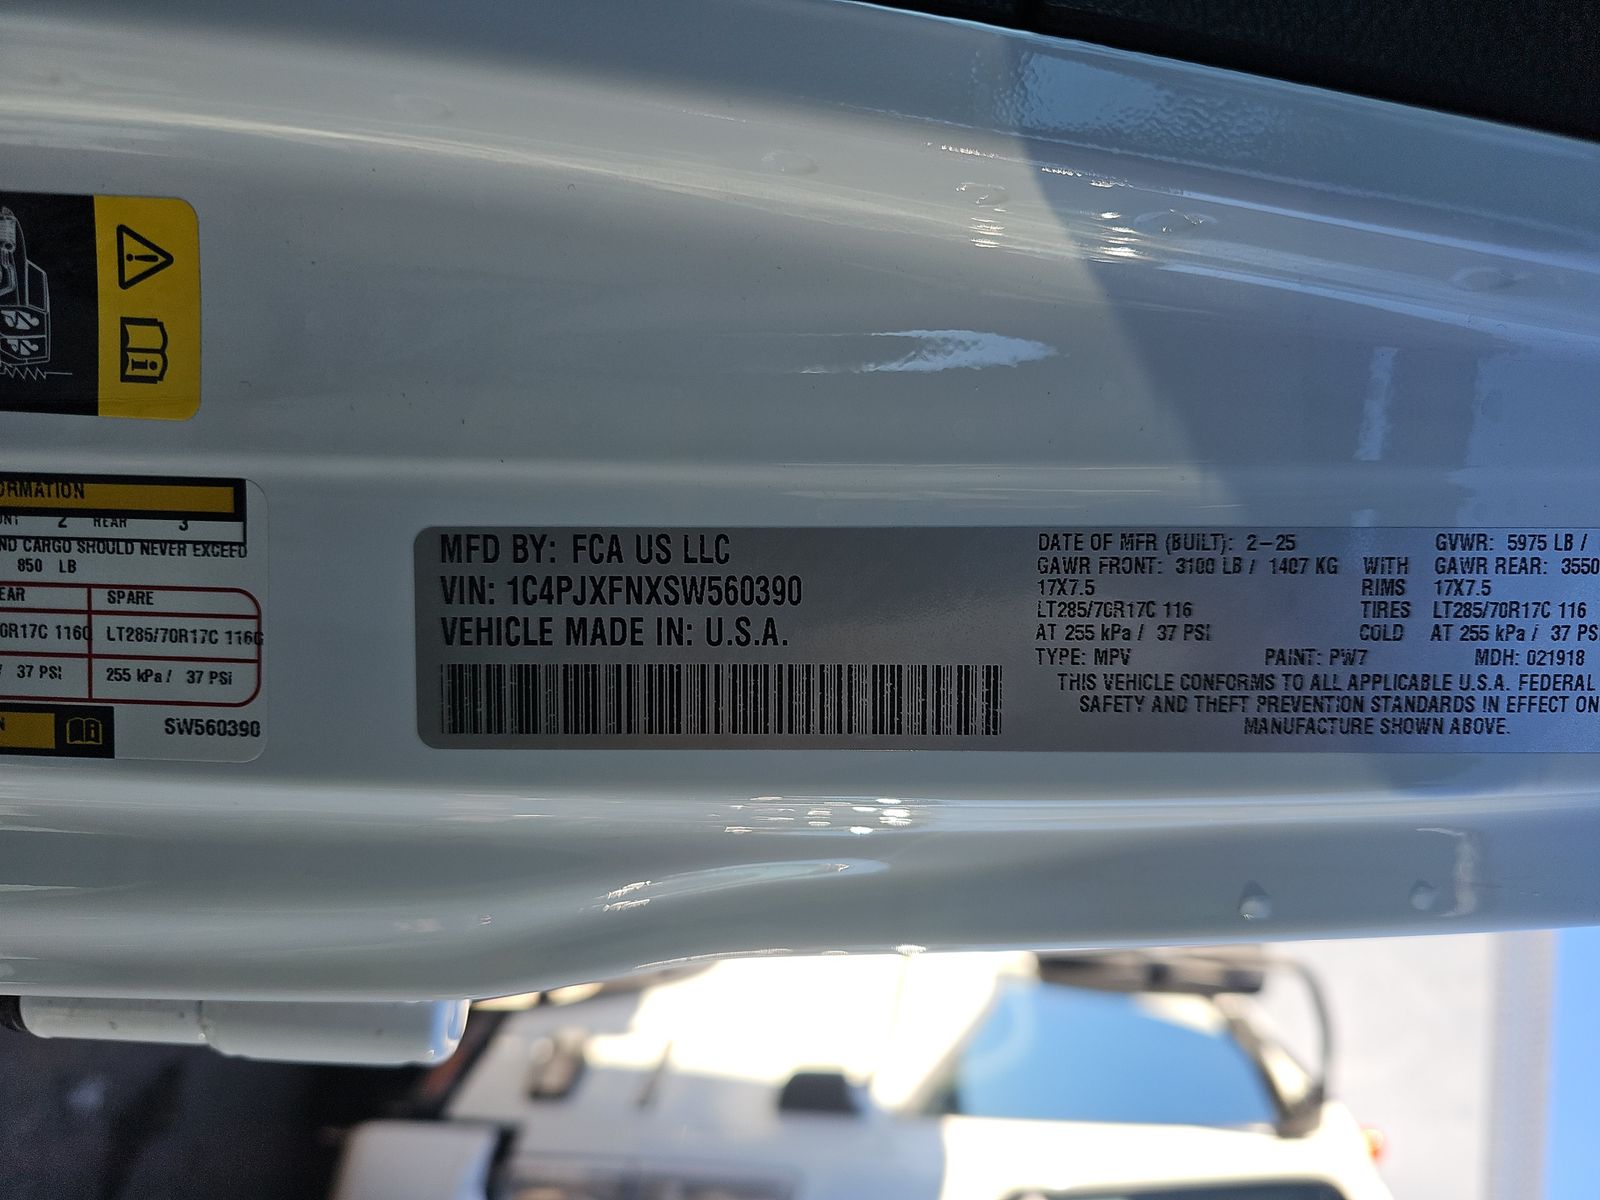 ORMATION
2 REAR 3
ND CARGO SHOULD NEVER EXCEED
850 LB
EAR SPARE
0R17C 116Q LT285/70R17C 116Q
/ 37 PSI 255 kPa / 37 PSI
N
SW560390
MFD BY: FCA US LLC
VIN: 1C4PJXFNXSW560390
VEHICLE MADE IN: U.S.A.
DATE OF MFR (BUILT): 2-25 GVWR: 5975 LB /
GAWR FRONT: 3100 LB / 1407 KG WITH GAWR REAR: 3550
17X7.5 RIMS 17X7.5
LT285/70R17C 116 TIRES LT285/70R17C 116
AT 255 kPa / 37 PSI COLD AT 255 kPa / 37 PS
TYPE: MPV PAINT: PW7 MDH: 021918
THIS VEHICLE CONFORMS TO ALL APPLICABLE U.S.A. FEDERAL
SAFETY AND THEFT PREVENTION STANDARDS IN EFFECT ON
MANUFACTURE SHOWN ABOVE.